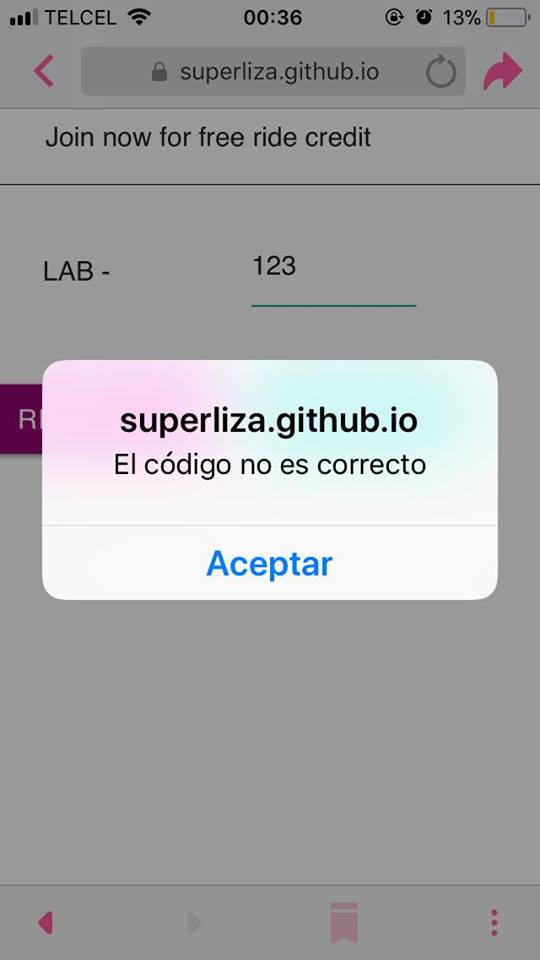 TELCEL 00:36 13%
superliza.github.io
Join now for free ride credit
LAB - 123
superliza.github.io
El código no es correcto
Aceptar